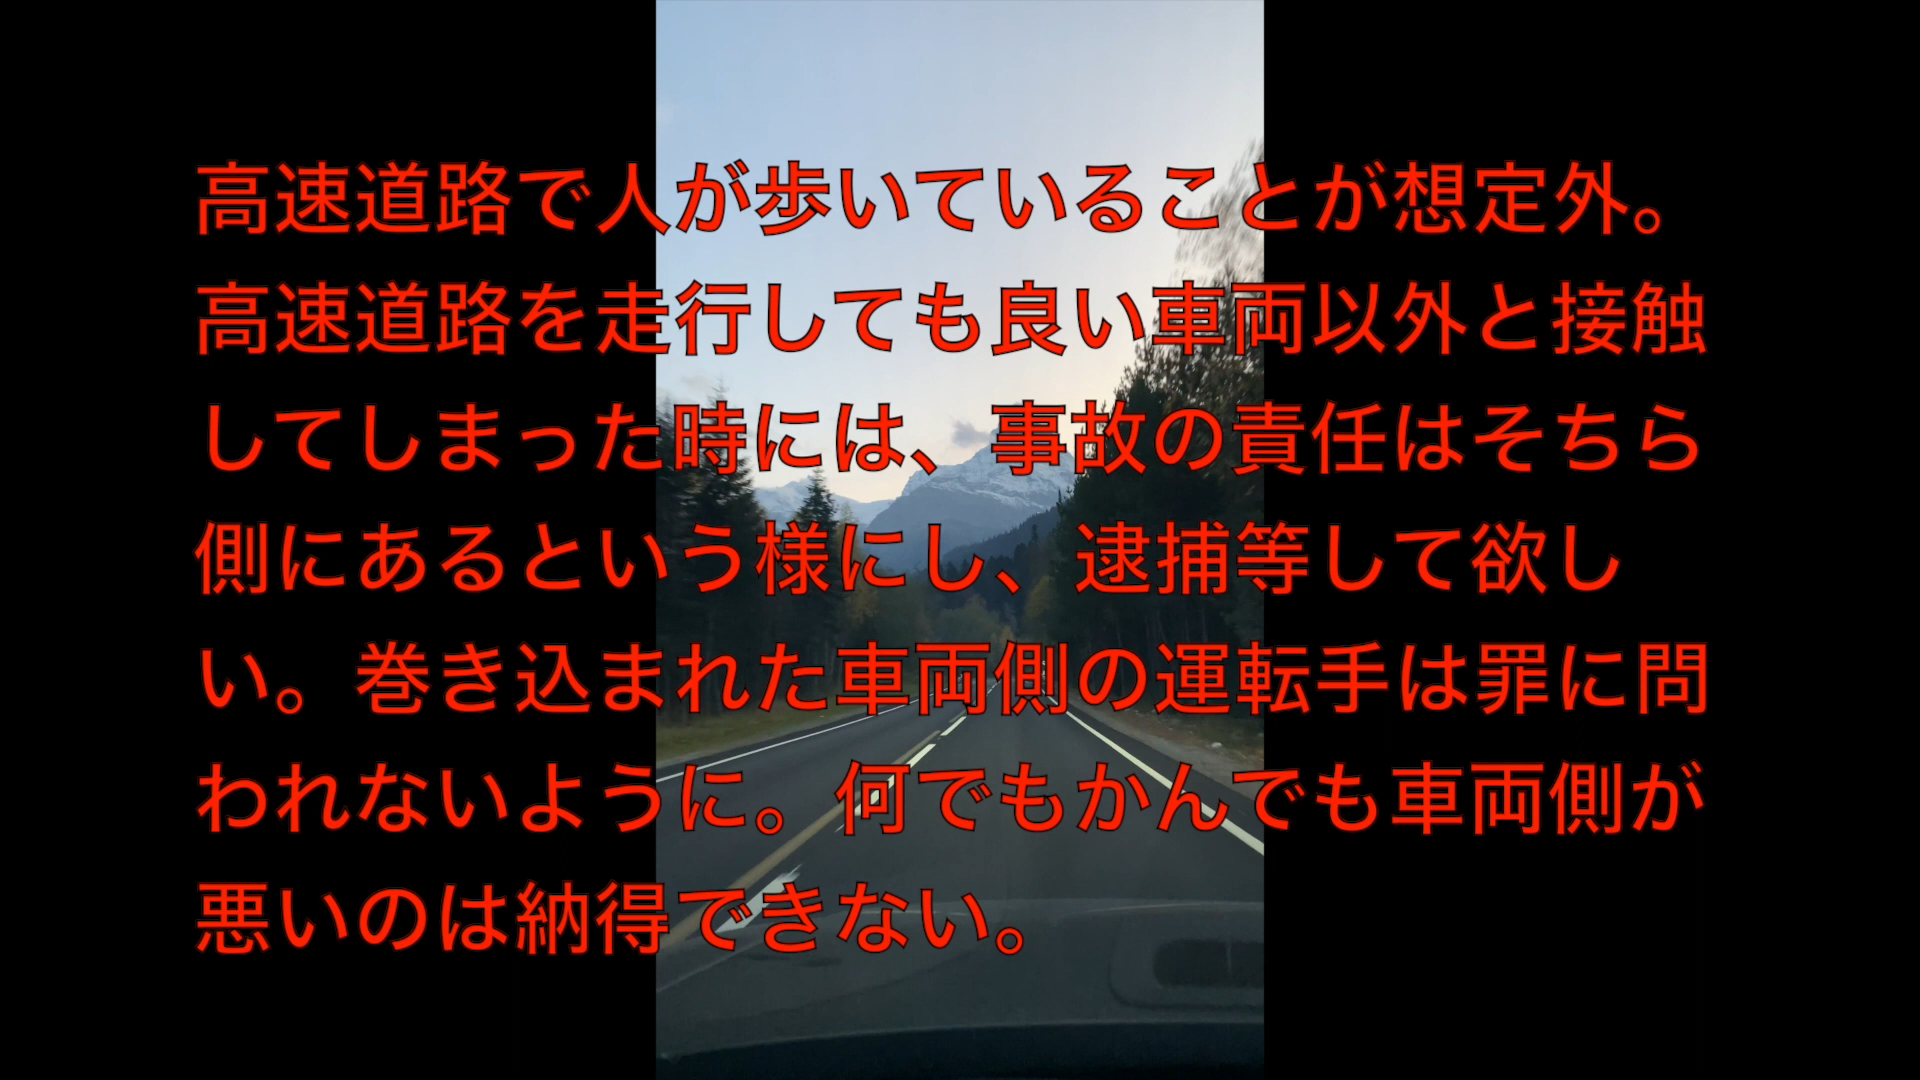 高速道路で人が歩いていることが想定外。
高速道路を走行しても良い車両以外と接触
してしまった時には、事故の責任はそちら
側にあるという様にし、逮捕等して欲し
い。巻き込まれた車両側の運転手は罪に問
われないように。何でもかんでも車両側が
悪いのは納得できない。